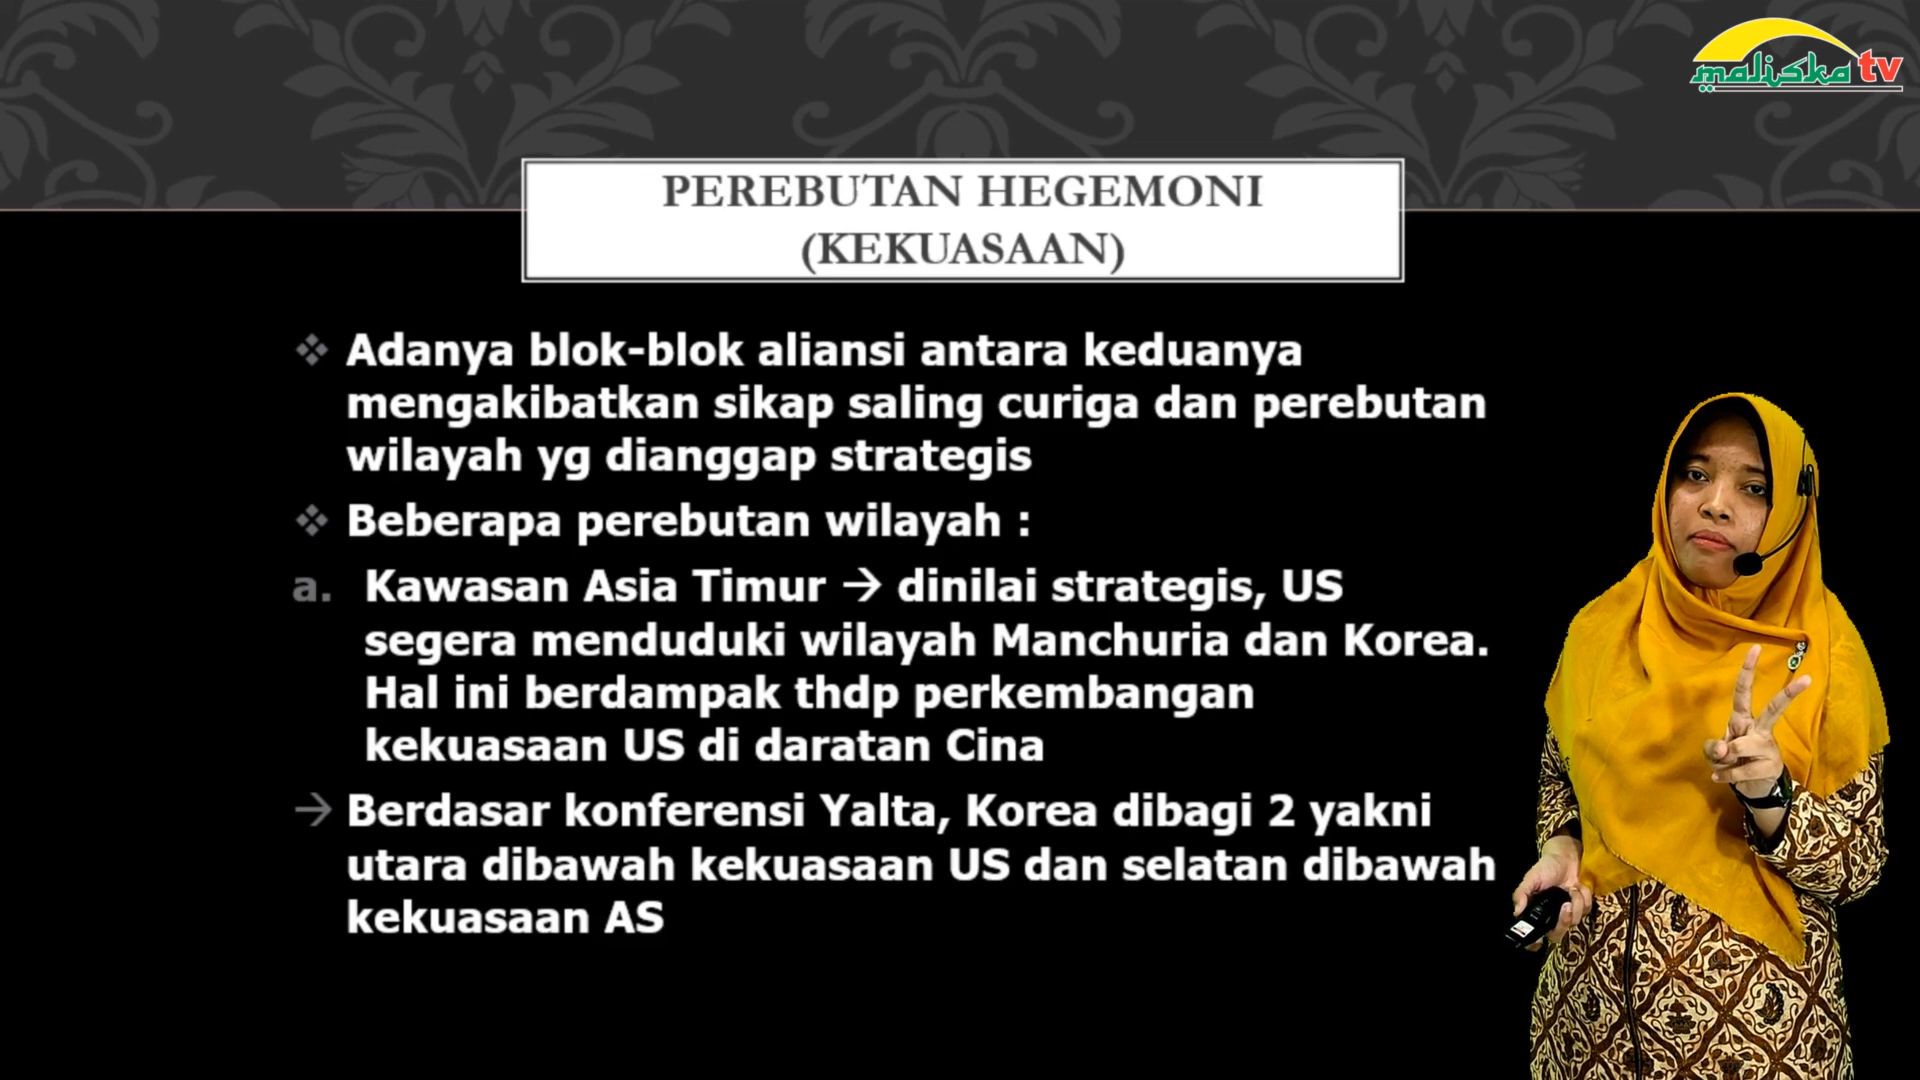 maliska tv
PEREBUTAN HEGEMONI
(KEKUASAAN)
❖ Adanya blok-blok aliansi antara keduanya
mengakibatkan sikap saling curiga dan perebutan
wilayah yg dianggap strategis
❖ Beberapa perebutan wilayah :
a. Kawasan Asia Timur → dinilai strategis, US
segera menduduki wilayah Manchuria dan Korea.
Hal ini berdampak thdp perkembangan
kekuasaan US di daratan Cina
→ Berdasar konferensi Yalta, Korea dibagi 2 yakni
utara dibawah kekuasaan US dan selatan dibawah
kekuasaan AS